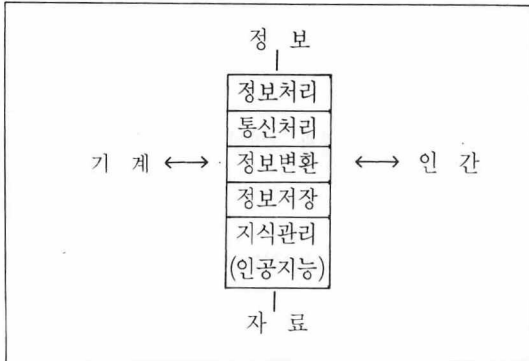 정 보
정보처리
통신처리
기 계 ↔ 정보변환 ↔ 인 간
정보저장
지식관리
(인공지능)
자 료